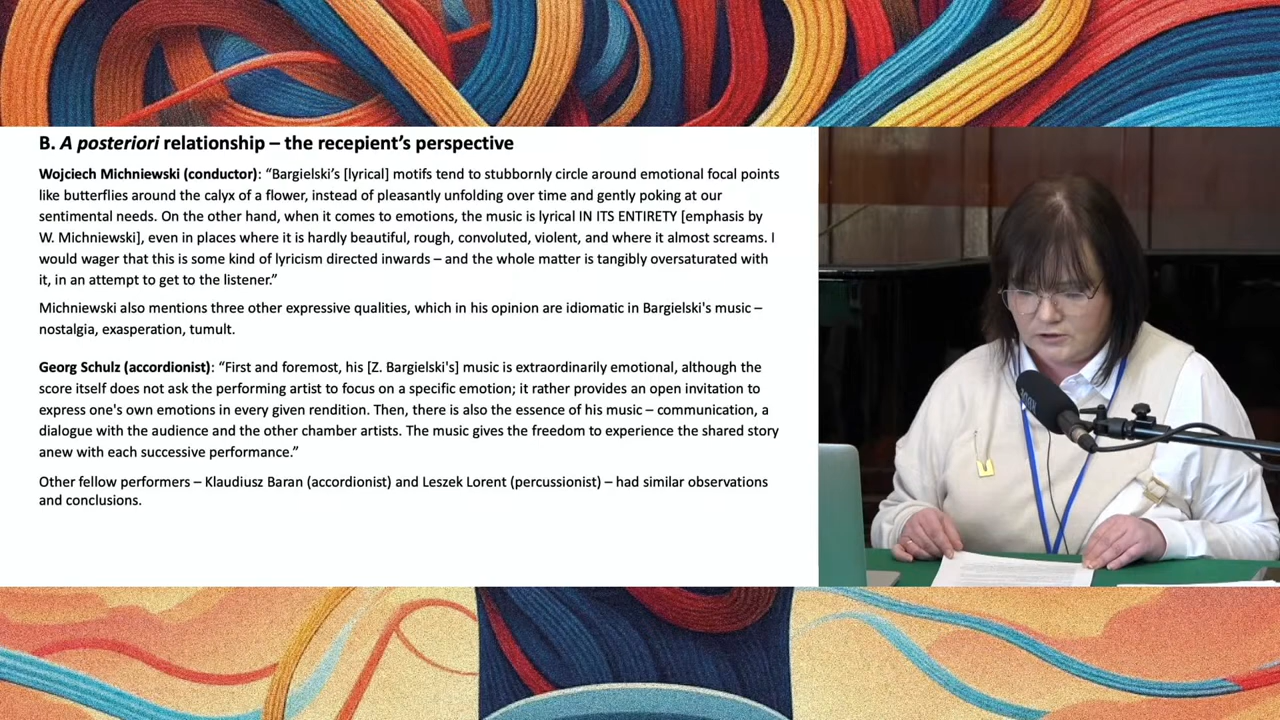 B. A posteriori relationship – the recepient’s perspective
Wojciech Michniewski (conductor): “Bargielski’s [lyrical] motifs tend to stubbornly circle around emotional focal points
like butterflies around the calyx of a flower, instead of pleasantly unfolding over time and gently poking at our
sentimental needs. On the other hand, when it comes to emotions, the music is lyrical IN ITS ENTIRETY [emphasis by
W. Michniewski], even in places where it is hardly beautiful, rough, convoluted, violent, and where it almost screams. I
would wager that this is some kind of lyricism directed inwards – and the whole matter is tangibly oversaturated with
it, in an attempt to get to the listener.”
Michniewski also mentions three other expressive qualities, which in his opinion are idiomatic in Bargielski's music –
nostalgia, exasperation, tumult.
Georg Schulz (accordionist): “First and foremost, his [Z. Bargielski's] music is extraordinarily emotional, although the
score itself does not ask the performing artist to focus on a specific emotion; it rather provides an open invitation to
express one's own emotions in every given rendition. Then, there is also the essence of his music – communication, a
dialogue with the audience and the other chamber artists. The music gives the freedom to experience the shared story
anew with each successive performance.”
Other fellow performers – Klaudiusz Baran (accordionist) and Leszek Lorent (percussionist) – had similar observations
and conclusions.